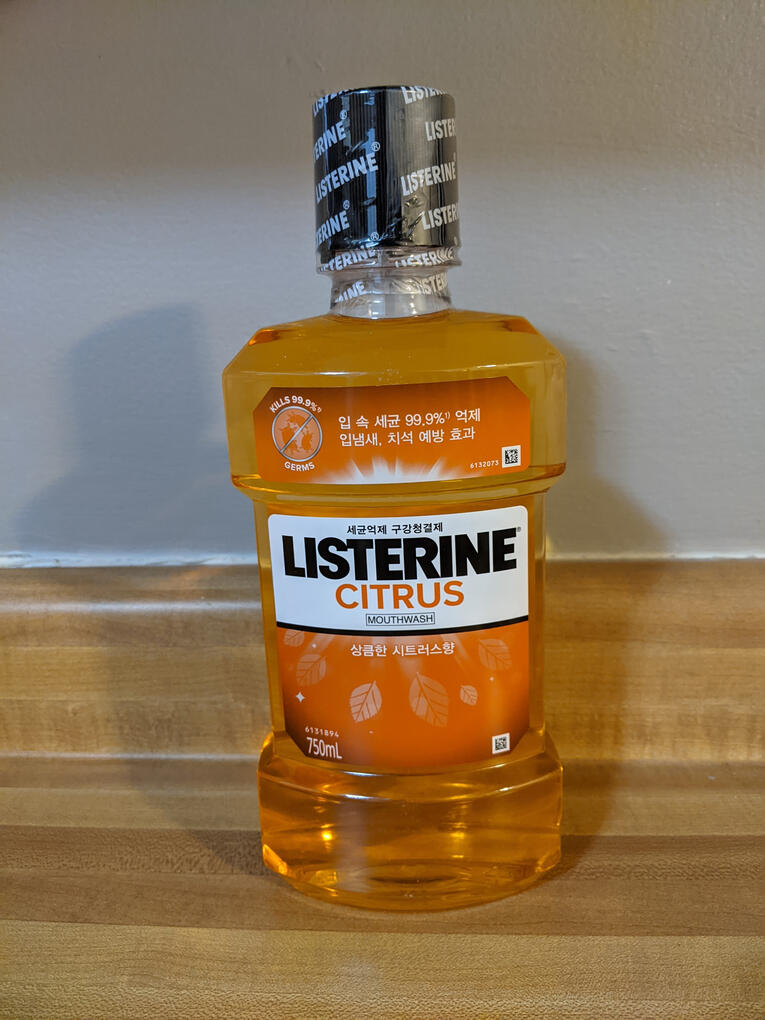 LISTERINE®
LISTERINE
LISTERINE
KILLS 99.9%¹⁾
GERMS
입 속 세균 99.9%¹⁾ 억제
입냄새, 치석 예방 효과
6132073
세균억제 구강청결제
LISTERINE®
CITRUS
MOUTHWASH
상큼한 시트러스향
6131894
750mL